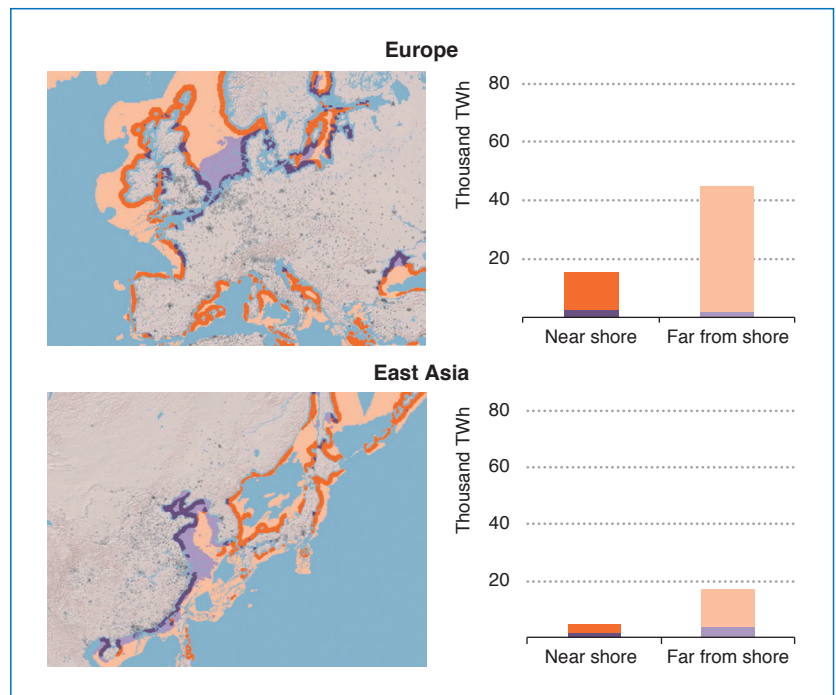 Europe
Thousand TWh
80
60
40
20
Near shore
Far from shore
East Asia
Thousand TWh
80
60
40
20
Near shore
Far from shore